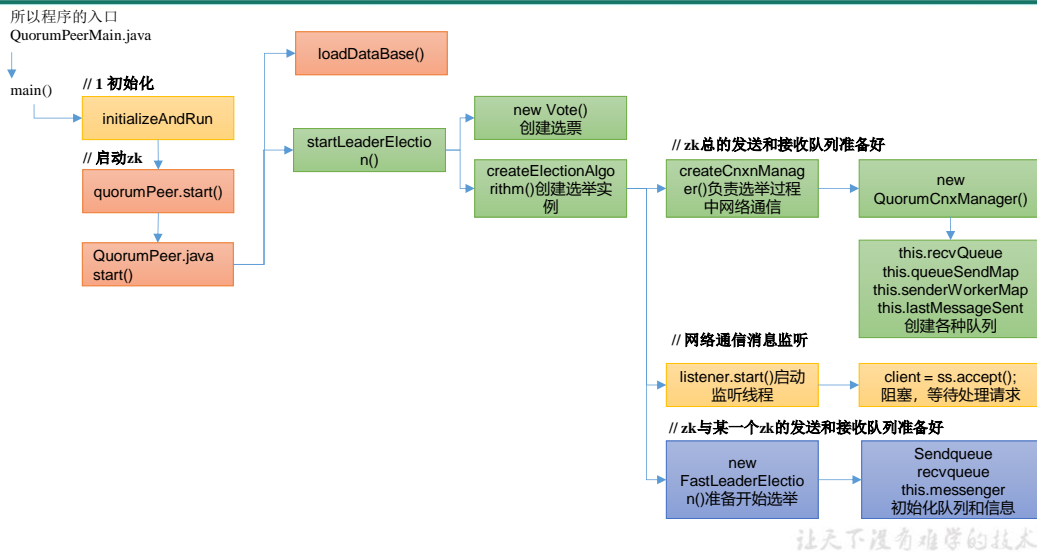 所以程序的入口
QuorumPeerMain.java
main()
// 1 初始化
initializeAndRun
// 启动zk
quorumPeer.start()
QuorumPeer.java
start()
loadDataBase()
startLeaderElectio
n()
new Vote()
创建选票
createElectionAlgo
rithm()创建选举实
例
// zk总的发送和接收队列准备好
createCnxnManag
er()负责选举过程
中网络通信
new
QuorumCnxManager()
this.recvQueue
this.queueSendMap
this.senderWorkerMap
this.lastMessageSent
创建各种队列
// 网络通信消息监听
listener.start()启动
监听线程
client = ss.accept();
阻塞，等待处理请求
// zk与某一个zk的发送和接收队列准备好
new
FastLeaderElectio
n()准备开始选举
Sendqueue
recvqueue
this.messenger
初始化队列和信息
让天下没有难学的技术